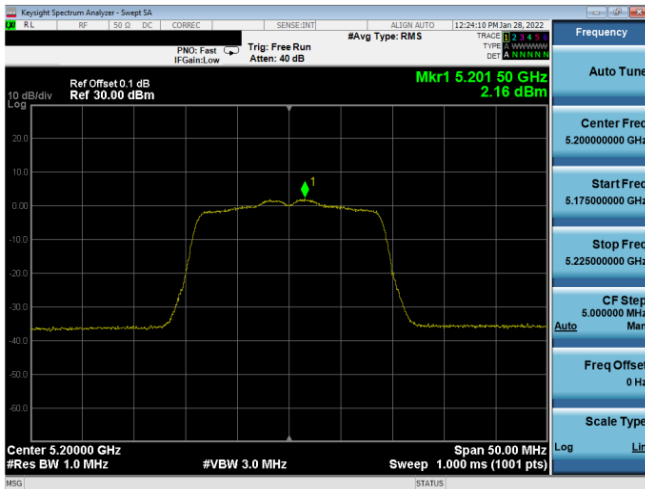 Keysight Spectrum Analyzer - Swept SA
RL RF 50 Ω DC CORREC SENSE:INT ALIGN AUTO 12:24:10 PM Jan 28, 2022
#Avg Type: RMS
TRACE 1 2 3 4 5 6
PNO: Fast Trig: Free Run TYPE A WWWWW
IFGain:Low Atten: 40 dB DET A N N N N N
Mkr1 5.201 50 GHz
Ref Offset 0.1 dB
10 dB/div Ref 30.00 dBm 2.16 dBm
Log
20.0
10.0
1
0.00
-10.0
-20.0
-30.0
-40.0
-50.0
-60.0
Center 5.20000 GHz Span 50.00 MHz
#Res BW 1.0 MHz #VBW 3.0 MHz Sweep 1.000 ms (1001 pts)
MSG STATUS
Frequency
Auto Tune
Center Freq
5.200000000 GHz
Start Freq
5.175000000 GHz
Stop Freq
5.225000000 GHz
CF Step
5.000000 MHz
Auto Man
Freq Offset
0 Hz
Scale Type
Log Lin